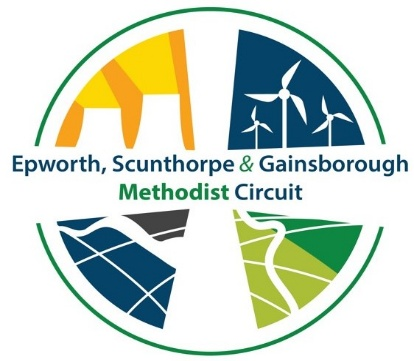 Epworth, Scunthorpe & Gainsborough
Methodist Circuit